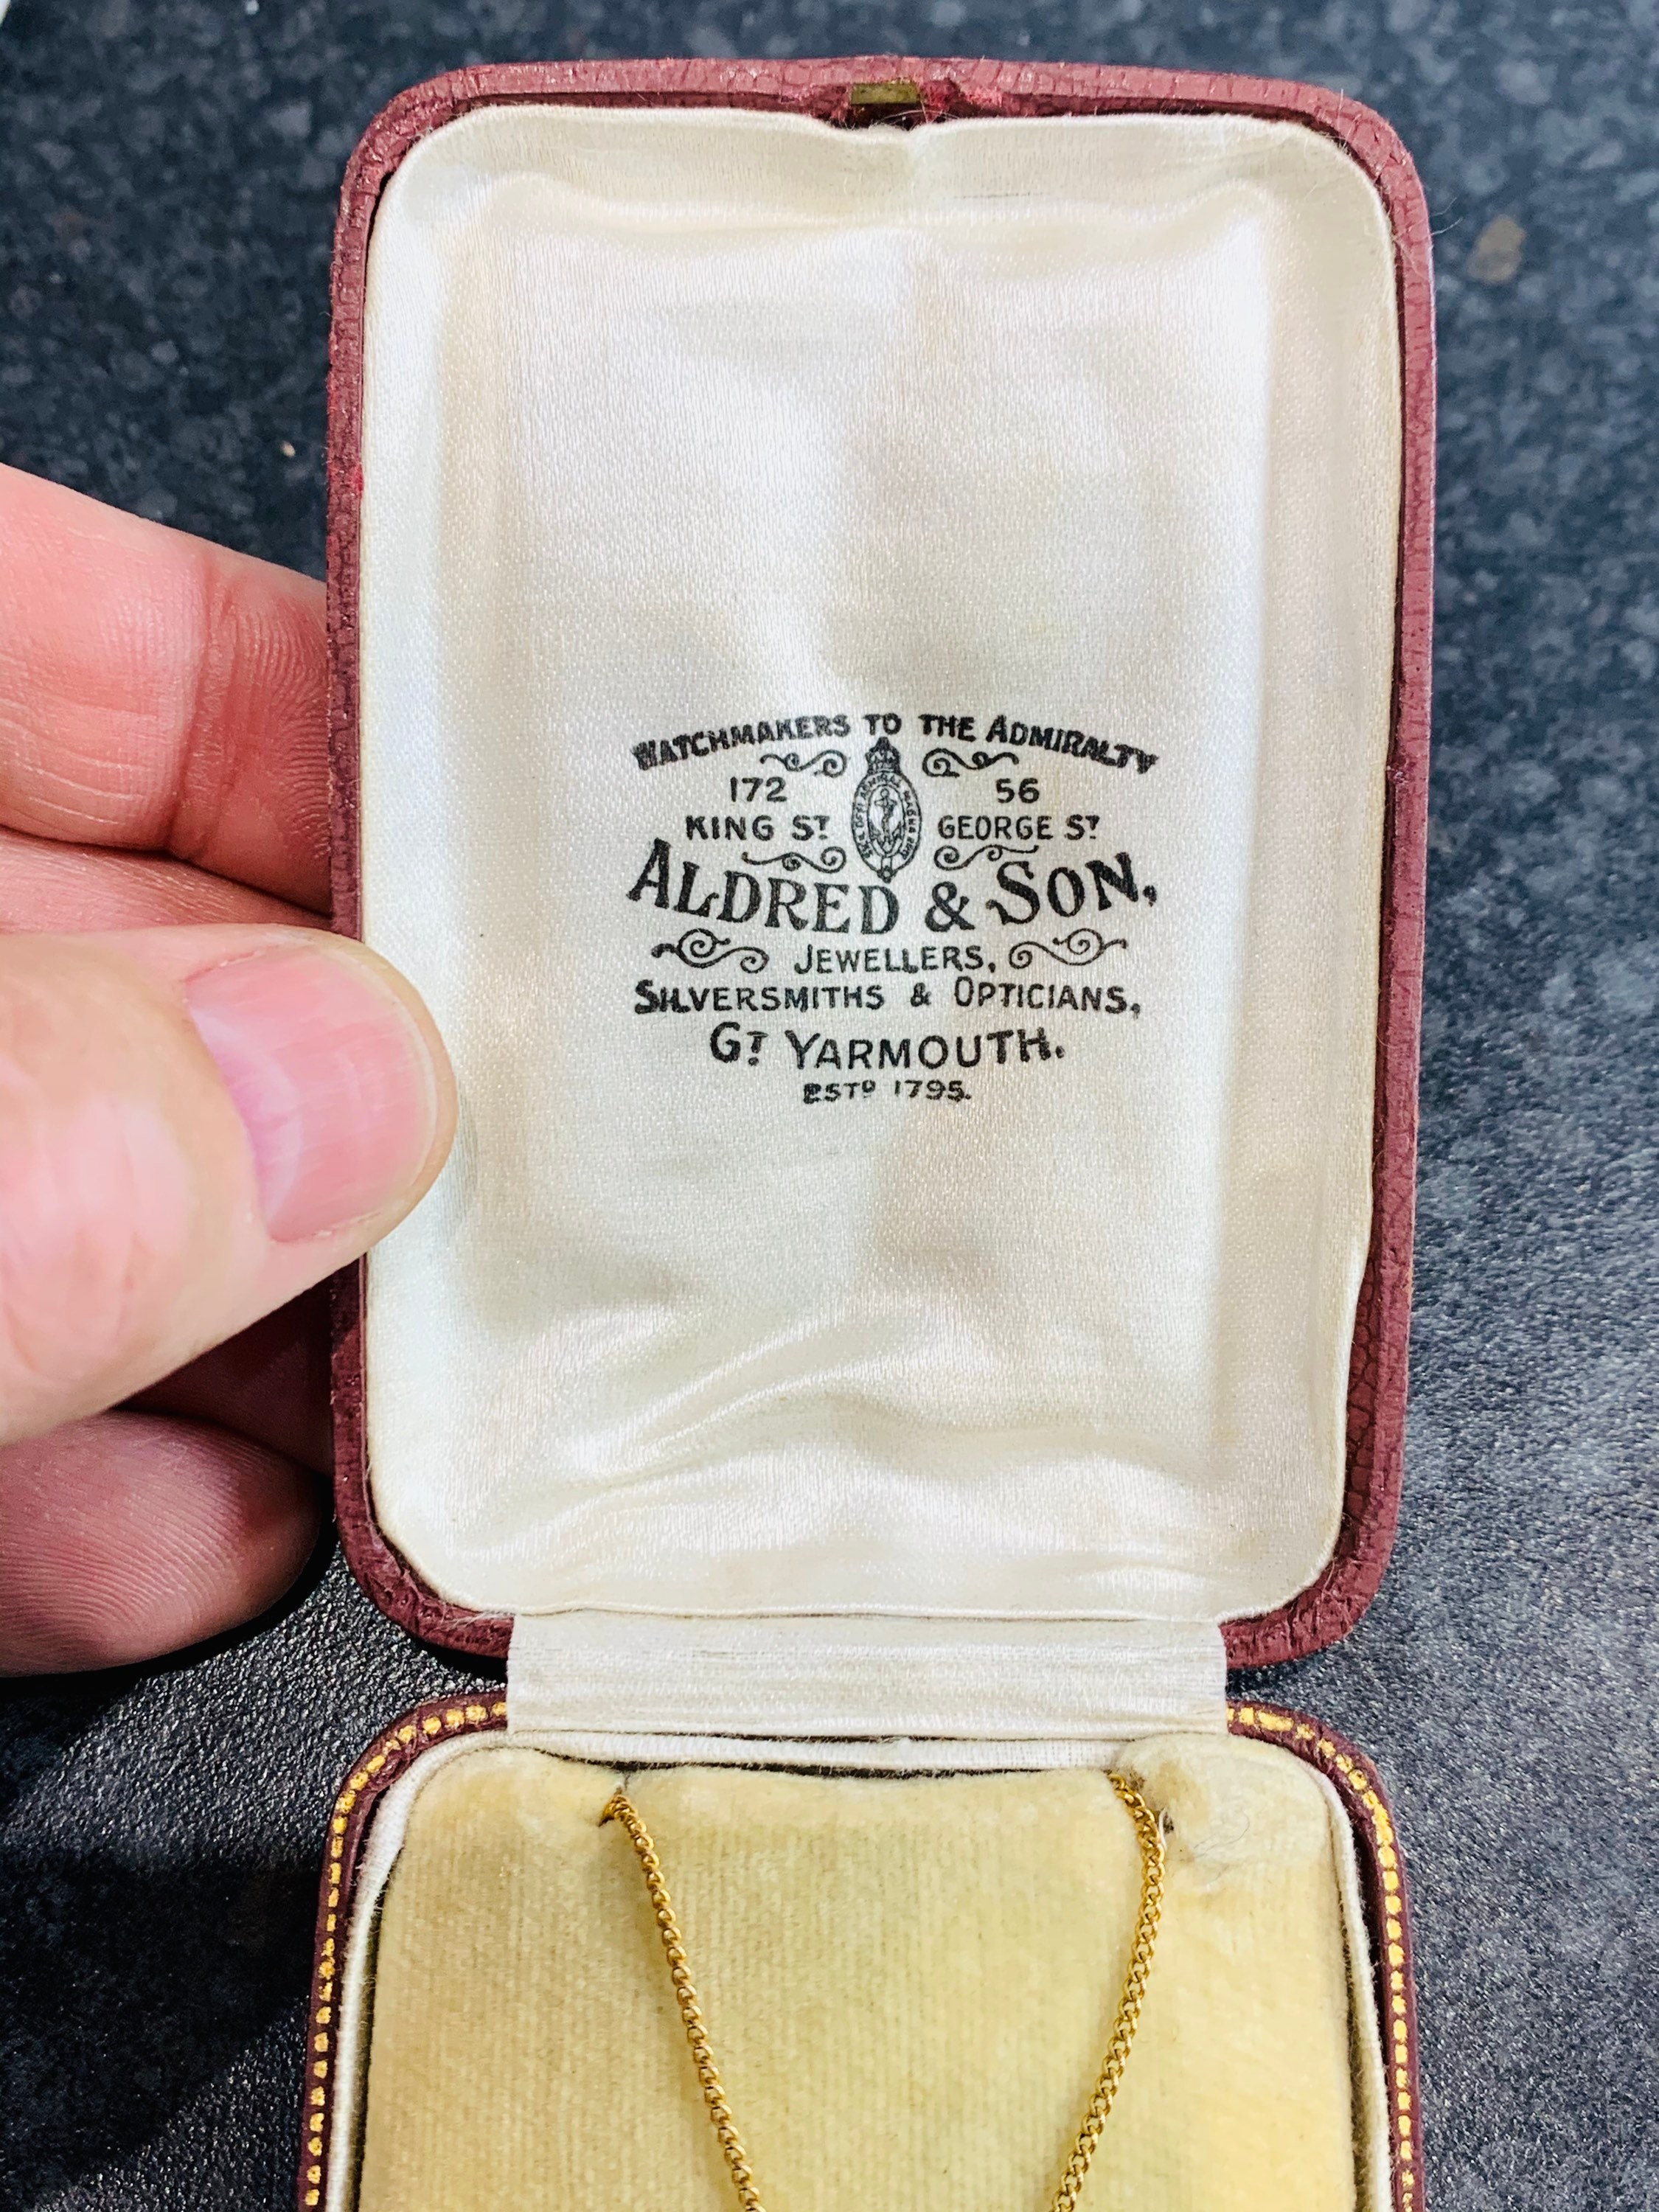 WATCHMAKERS TO THE ADMIRALTY
172 56
KING ST GEORGE ST
ALDRED & SON,
JEWELLERS,
SILVERSMITHS & OPTICIANS,
GT YARMOUTH.
ESTD 1795.